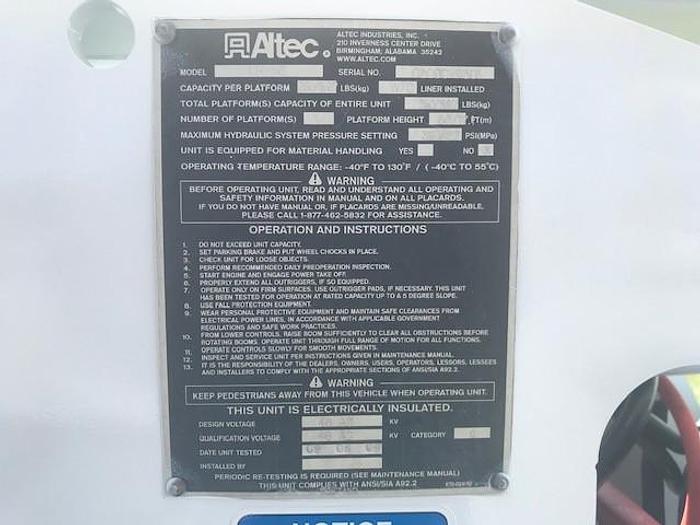 Altec.
ALTEC INDUSTRIES, INC.
210 INVERNESS CENTER DRIVE
BIRMINGHAM, ALABAMA 35242
WWW.ALTEC.COM
MODEL SERIAL NO.
CAPACITY PER PLATFORM LBS(kg) LINER INSTALLED
TOTAL PLATFORM(S) CAPACITY OF ENTIRE UNIT LBS(kg)
NUMBER OF PLATFORM(S) PLATFORM HEIGHT FT(m)
MAXIMUM HYDRAULIC SYSTEM PRESSURE SETTING PSI(MPa)
UNIT IS EQUIPPED FOR MATERIAL HANDLING YES NO
OPERATING TEMPERATURE RANGE: -40°F TO 130°F / (-40°C TO 55°C)
WARNING
BEFORE OPERATING UNIT, READ AND UNDERSTAND ALL OPERATING AND
SAFETY INFORMATION IN MANUAL AND ON ALL PLACARDS.
IF YOU DO NOT HAVE MANUAL OR, IF PLACARDS ARE MISSING/UNREADABLE,
PLEASE CALL 1-877-462-5832 FOR ASSISTANCE.
OPERATION AND INSTRUCTIONS
1. DO NOT EXCEED UNIT CAPACITY.
2. SET PARKING BRAKE AND PUT WHEEL CHOCKS IN PLACE.
3. CHECK UNIT FOR LOOSE OBJECTS.
4. PERFORM RECOMMENDED DAILY PREOPERATION INSPECTION.
5. START ENGINE AND ENGAGE POWER TAKE OFF.
6. PROPERLY EXTEND ALL OUTRIGGERS, IF SO EQUIPPED.
7. OPERATE ONLY ON FIRM SURFACES. USE OUTRIGGER PADS, IF NECESSARY. THIS UNIT
HAS BEEN TESTED FOR OPERATION AT RATED CAPACITY UP TO A 5 DEGREE SLOPE.
8. USE FALL PROTECTION EQUIPMENT.
9. WEAR PERSONAL PROTECTIVE EQUIPMENT AND MAINTAIN SAFE CLEARANCES FROM
ELECTRICAL POWER LINES, IN ACCORDANCE WITH APPLICABLE GOVERNMENT
REGULATIONS AND SAFE WORK PRACTICES.
10. FROM LOWER CONTROLS, RAISE BOOM SUFFICIENTLY TO CLEAR ALL OBSTRUCTIONS BEFORE
ROTATING BOOMS. OPERATE UNIT THROUGH FULL RANGE OF MOTION FOR ALL FUNCTIONS.
11. OPERATE CONTROLS SLOWLY FOR SMOOTH MOVEMENTS.
12. INSPECT AND SERVICE UNIT PER INSTRUCTIONS GIVEN IN MAINTENANCE MANUAL.
13. IT IS THE RESPONSIBILITY OF THE DEALERS, OWNERS, USERS, OPERATORS, LESSORS, LESSEES
AND INSTALLERS TO COMPLY WITH THE APPROPRIATE SECTIONS OF ANSI/SIA A92.2.
WARNING
KEEP PEDESTRIANS AWAY FROM THIS VEHICLE WHEN OPERATING UNIT.
THIS UNIT IS ELECTRICALLY INSULATED.
DESIGN VOLTAGE KV
QUALIFICATION VOLTAGE KV CATEGORY
DATE UNIT TESTED
INSTALLED BY
PERIODIC RE-TESTING IS REQUIRED (SEE MAINTENANCE MANUAL)
THIS UNIT COMPLIES WITH ANSI/SIA A92.2
NOTICE